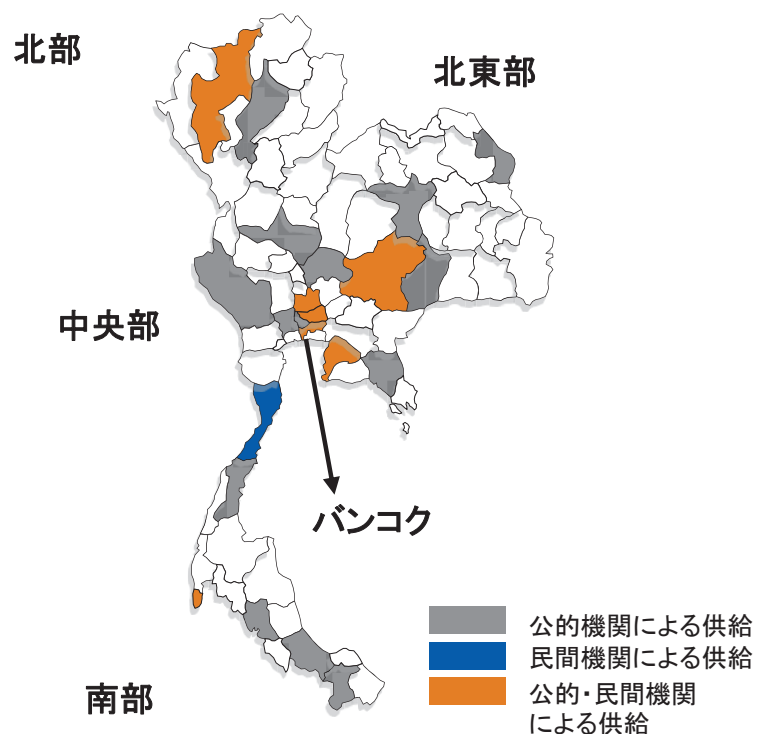 北部
北東部
中央部
バンコク
南部
公的機関による供給
民間機関による供給
公的・民間機関
による供給